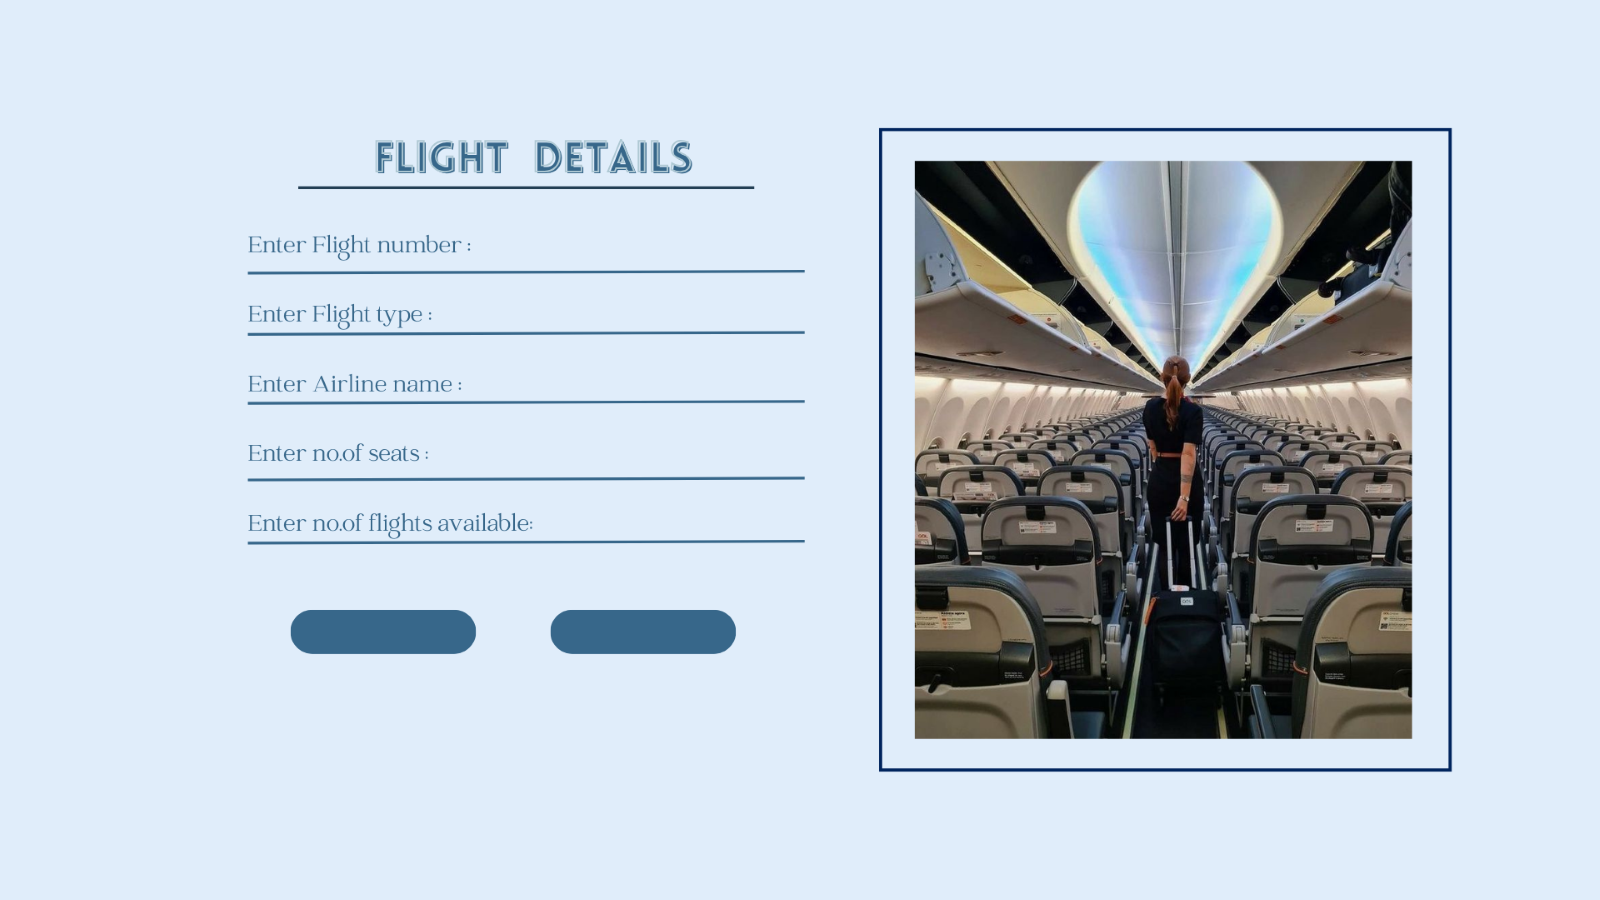 FLIGHT DETAILS
Enter Flight number :
Enter Flight type :
Enter Airline name :
Enter no.of seats :
Enter no.of flights available: